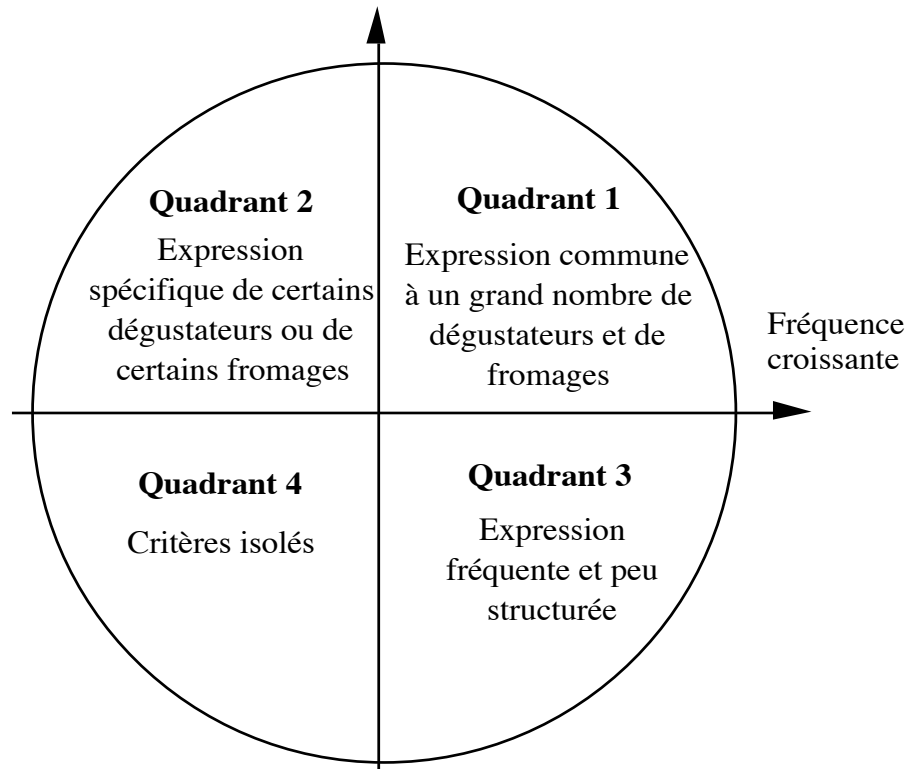 Quadrant 2
Expression
spécifique de certains
dégustateurs ou de
certains fromages
Quadrant 1
Expression commune
à un grand nombre de
dégustateurs et de
fromages
Fréquence
croissante
Quadrant 4
Critères isolés
Quadrant 3
Expression
fréquente et peu
structurée